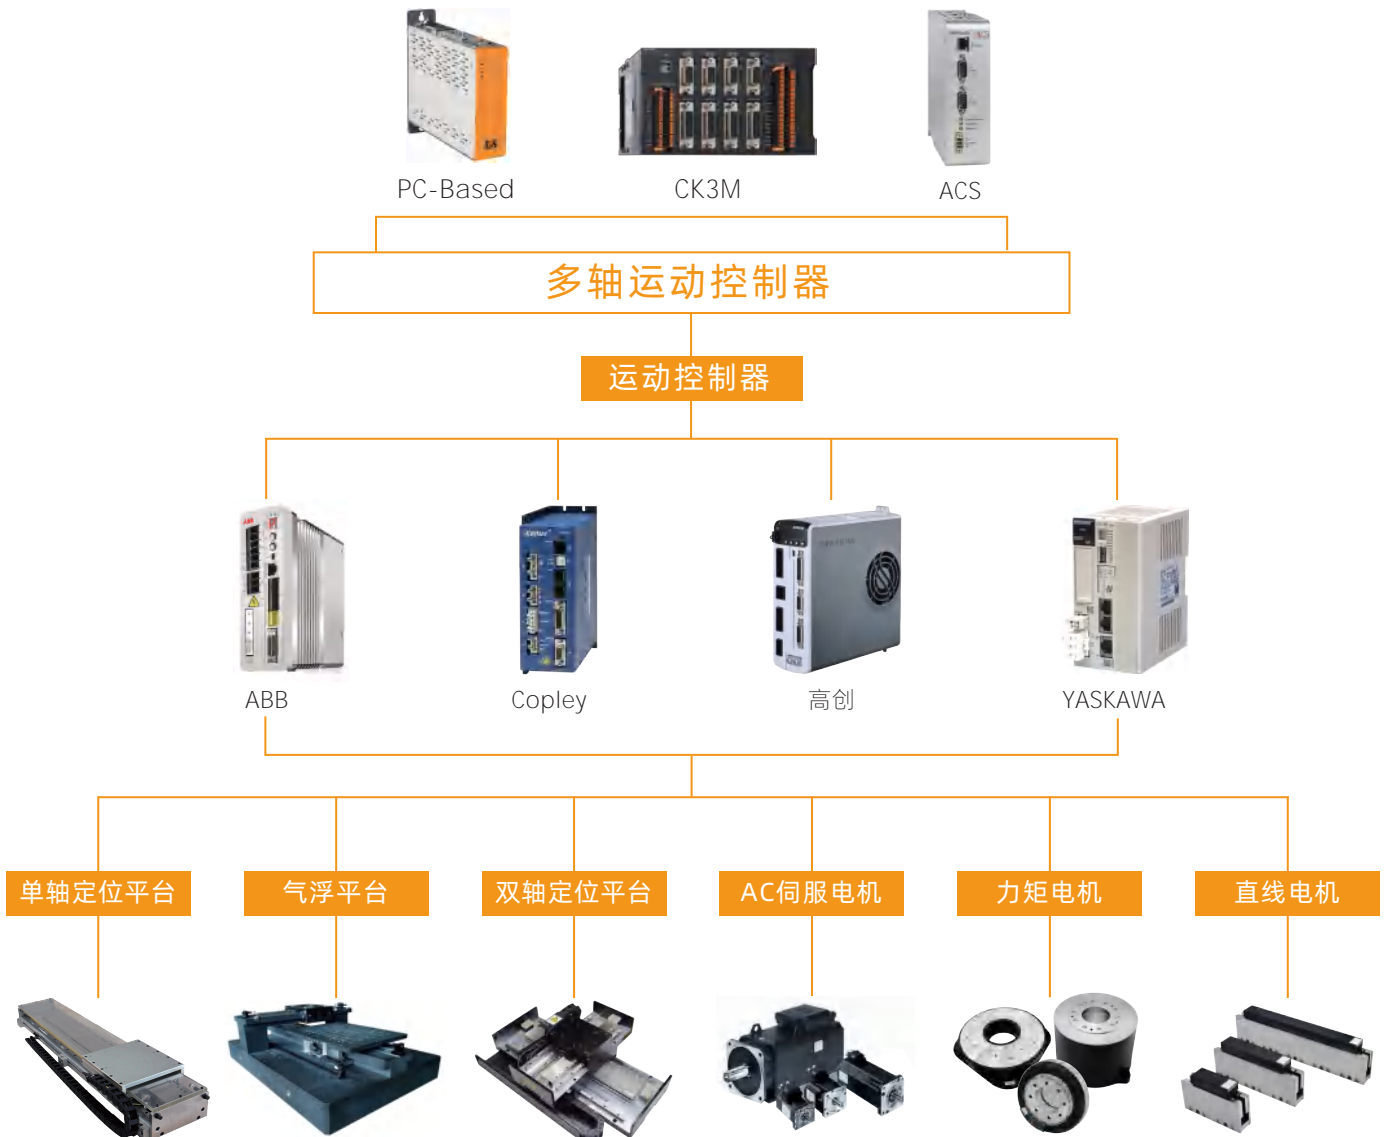 PC-Based
CK3M
ACS
多轴运动控制器
运动控制器
ABB
ABB
Copley
高创
YASKAWA
单轴定位平台
气浮平台
双轴定位平台
AC伺服电机
力矩电机
直线电机